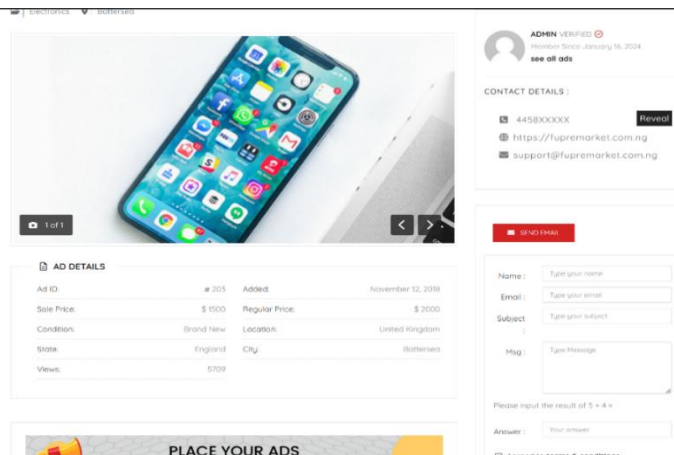 Electronics Battersea
1 of 1
AD DETAILS
Ad ID: # 203 Added: November 12, 2018
Sale Price: $ 1500 Regular Price: $ 2000
Condition: Brand New Location: United Kingdom
State: England City: Battersea
Views: 5709
PLACE YOUR ADS
ADMIN VERIFIED
Member Since January 16, 2024
see all ads
CONTACT DETAILS :
4458XXXXX Reveal
https://fupremarket.com.ng
support@fupremarket.com.ng
SEND EMAIL
Name : Type your name
Email : Type your email
Subject : Type your subject
Msg : Type Message
Please input the result of 5 + 4 =
Answer : Your answer